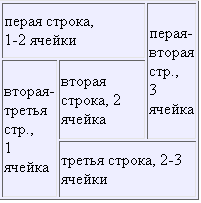 перая строка,
1-2 ячейки
перая-
вторая
стр.,
3
ячейка
вторая-
третья
стр.,
1
ячейка
вторая
строка, 2
ячейка
третья строка, 2-3
ячейки